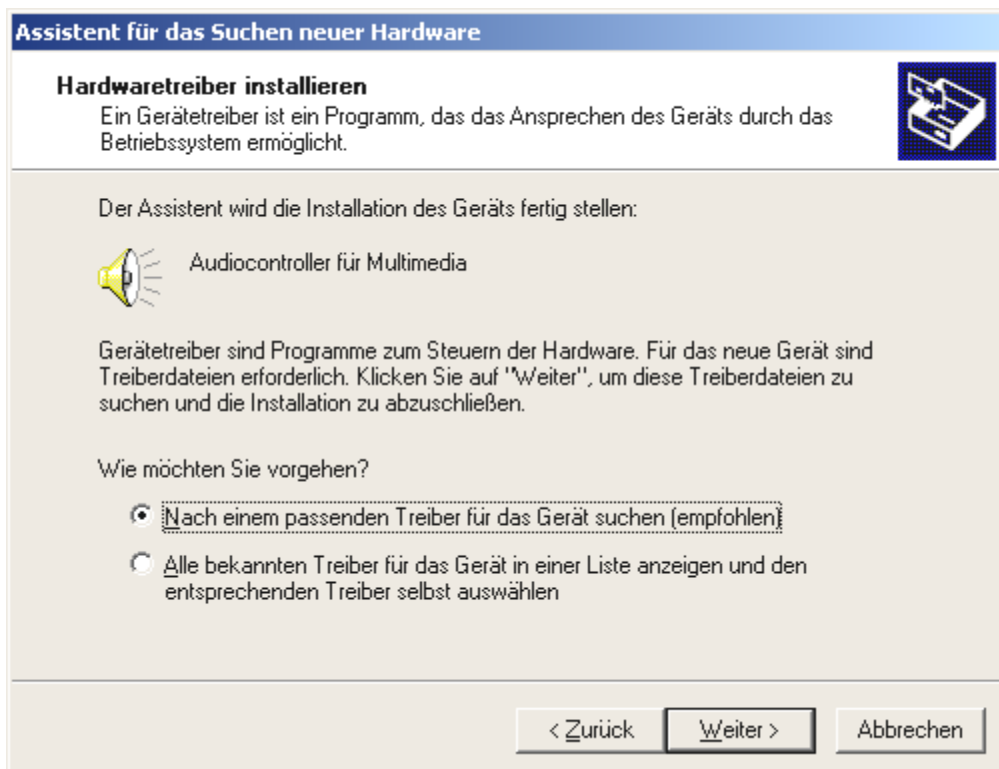 Assistent für das Suchen neuer Hardware
Hardwaretreiber installieren
Ein Gerätetreiber ist ein Programm, das das Ansprechen des Geräts durch das
Betriebssystem ermöglicht.
Der Assistent wird die Installation des Geräts fertig stellen:
Audiocontroller für Multimedia
Gerätetreiber sind Programme zum Steuern der Hardware. Für das neue Gerät sind
Treiberdateien erforderlich. Klicken Sie auf "Weiter", um diese Treiberdateien zu
suchen und die Installation zu abzuschließen.
Wie möchten Sie vorgehen?
Nach einem passenden Treiber für das Gerät suchen (empfohlen)
Alle bekannten Treiber für das Gerät in einer Liste anzeigen und den
entsprechenden Treiber selbst auswählen
< Zurück Weiter > Abbrechen